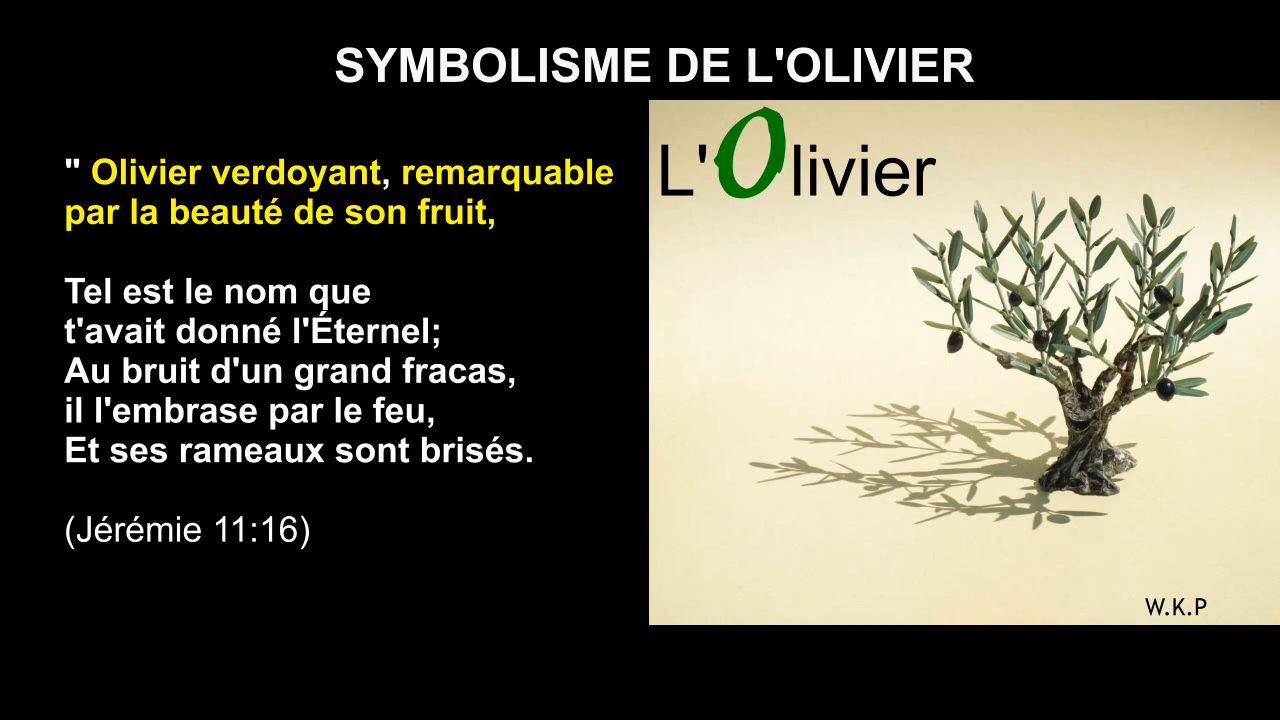 SYMBOLISME DE L'OLIVIER
" Olivier verdoyant, remarquable
par la beauté de son fruit,
Tel est le nom que
t'avait donné l'Éternel;
Au bruit d'un grand fracas,
il l'embrase par le feu,
Et ses rameaux sont brisés.
(Jérémie 11:16)
L'Olivier
W.K.P